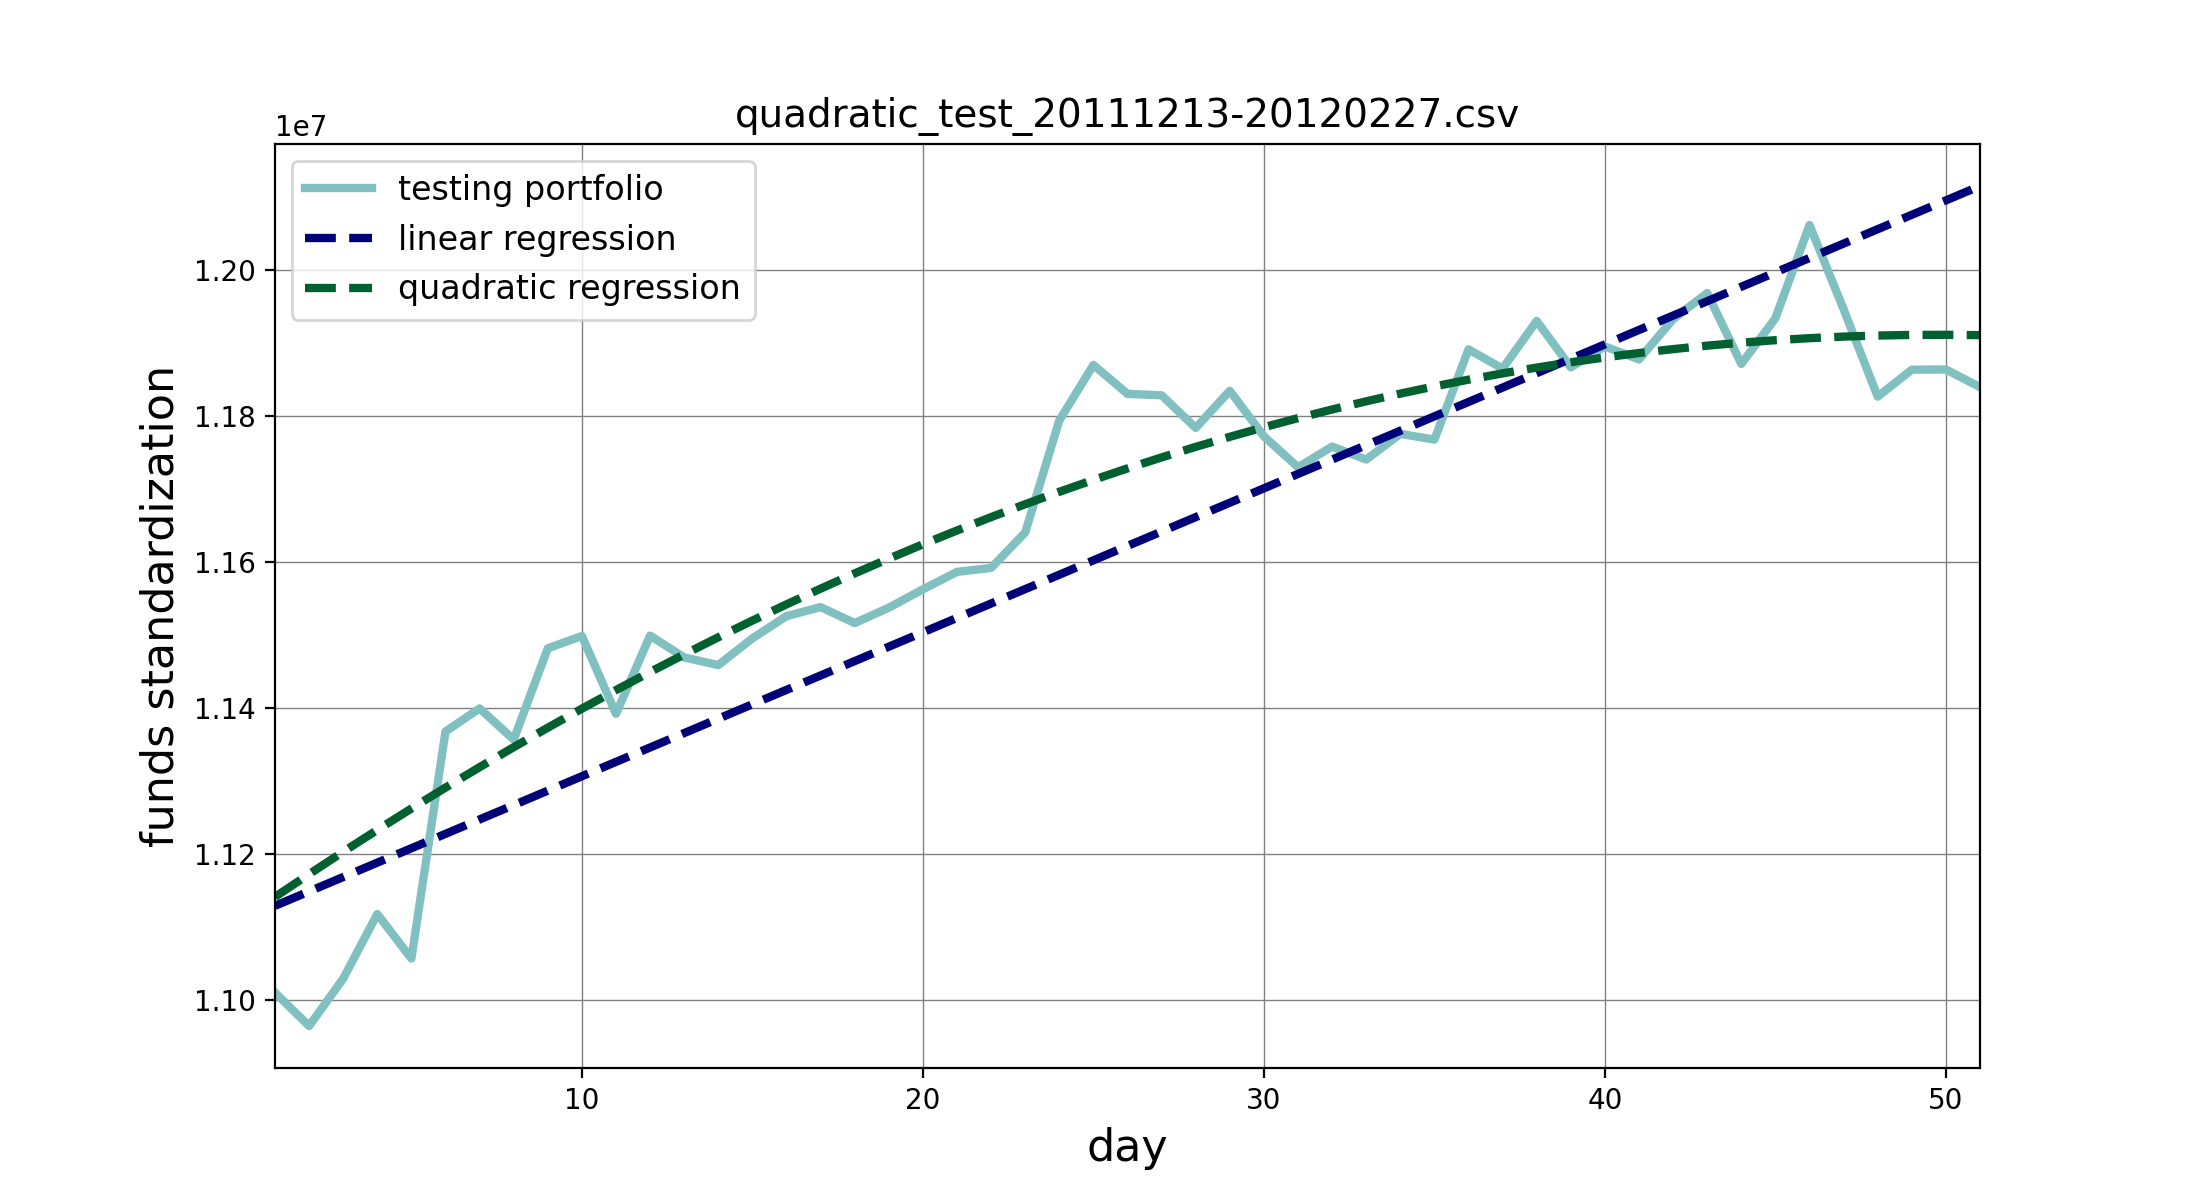 quadratic_test_20111213-20120227.csv
1e7
testing portfolio
linear regression
quadratic regression
funds standardization
1.20
1.18
1.16
1.14
1.12
1.10
10
20
30
40
50
day